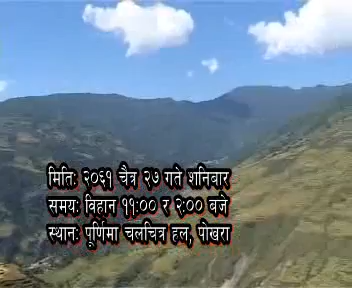 मितिः २०६१ चैत्र २७ गते शनिबार
समयः विहान ११ः०० र २ः०० बजे
स्थानः पूर्णिमा चलचित्र हल, पोखरा